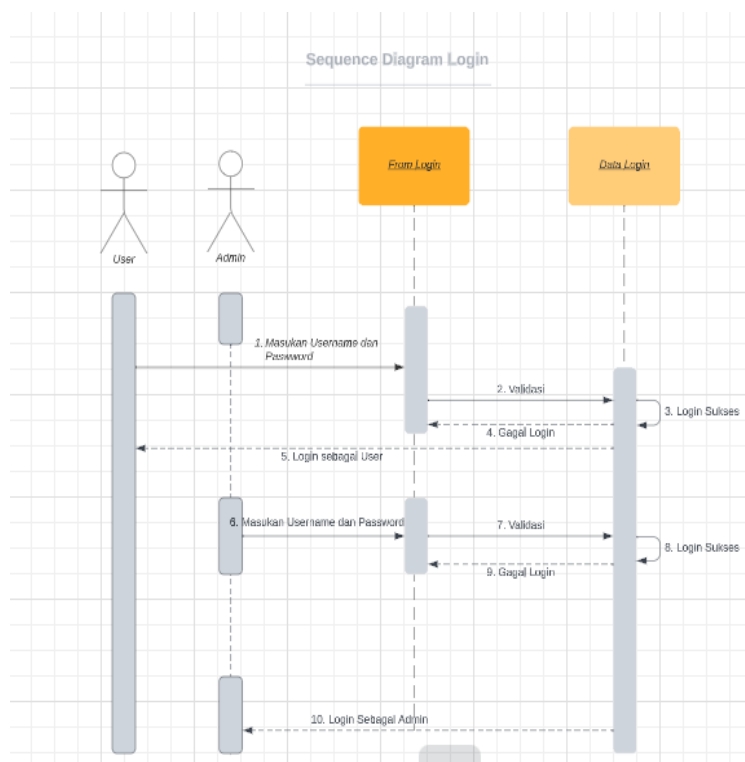 Sequence Diagram Login
From Login
Data Login
User
Admin
1. Masukan Username dan
Paswword
2. Validasi
3. Login Sukses
4. Gagal Login
5. Login sebagai User
6. Masukan Username dan Password
7. Validasi
8. Login Sukses
9. Gagal Login
10. Login Sebagai Admin